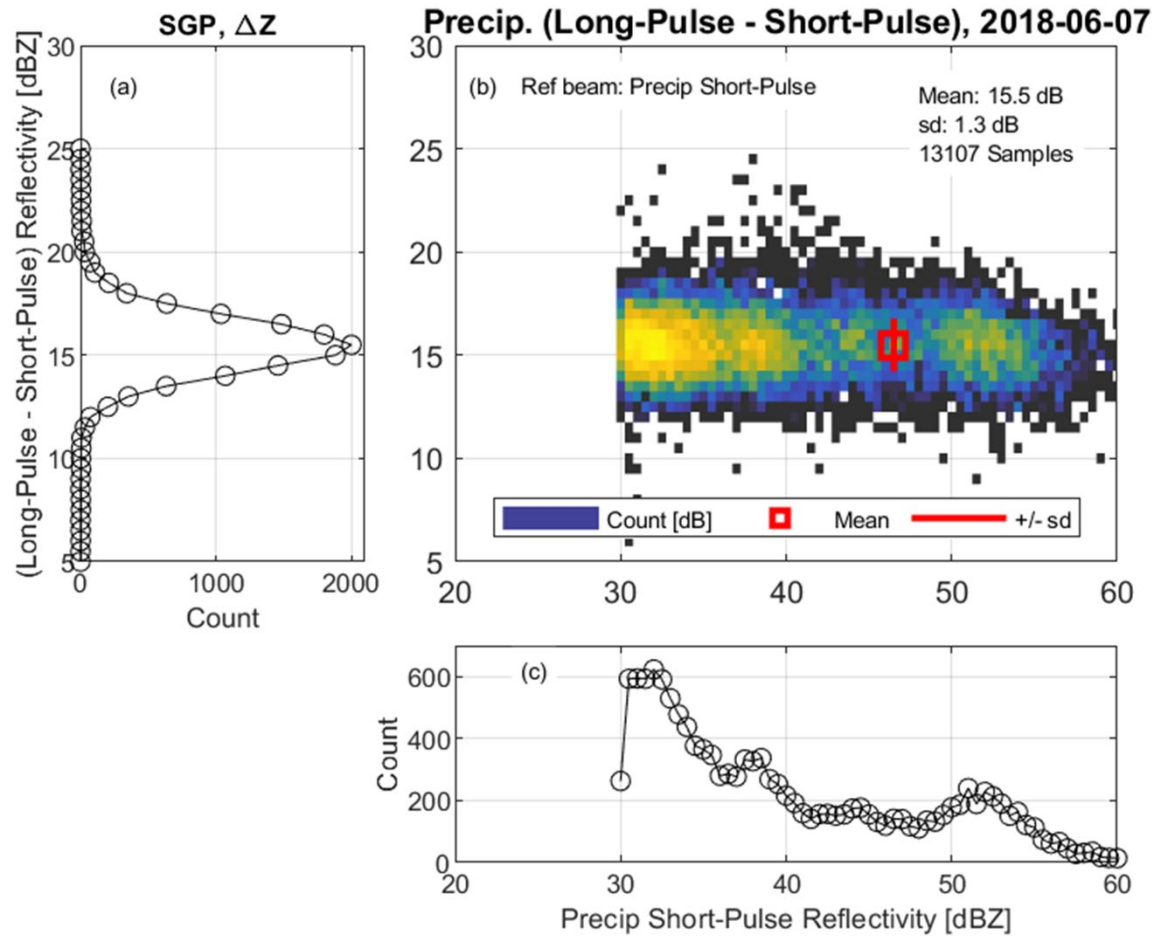 SGP, ΔZ
Precip. (Long-Pulse - Short-Pulse), 2018-06-07
(Long-Pulse - Short-Pulse) Reflectivity [dBZ]
(a)
30
25
20
15
10
5
0
1000
2000
Count
(b)
Ref beam: Precip Short-Pulse
Mean: 15.5 dB
sd: 1.3 dB
13107 Samples
30
25
20
15
10
5
Count [dB]
Mean
+/- sd
20
30
40
50
60
(c)
Count
600
400
200
0
20
30
40
50
60
Precip Short-Pulse Reflectivity [dBZ]